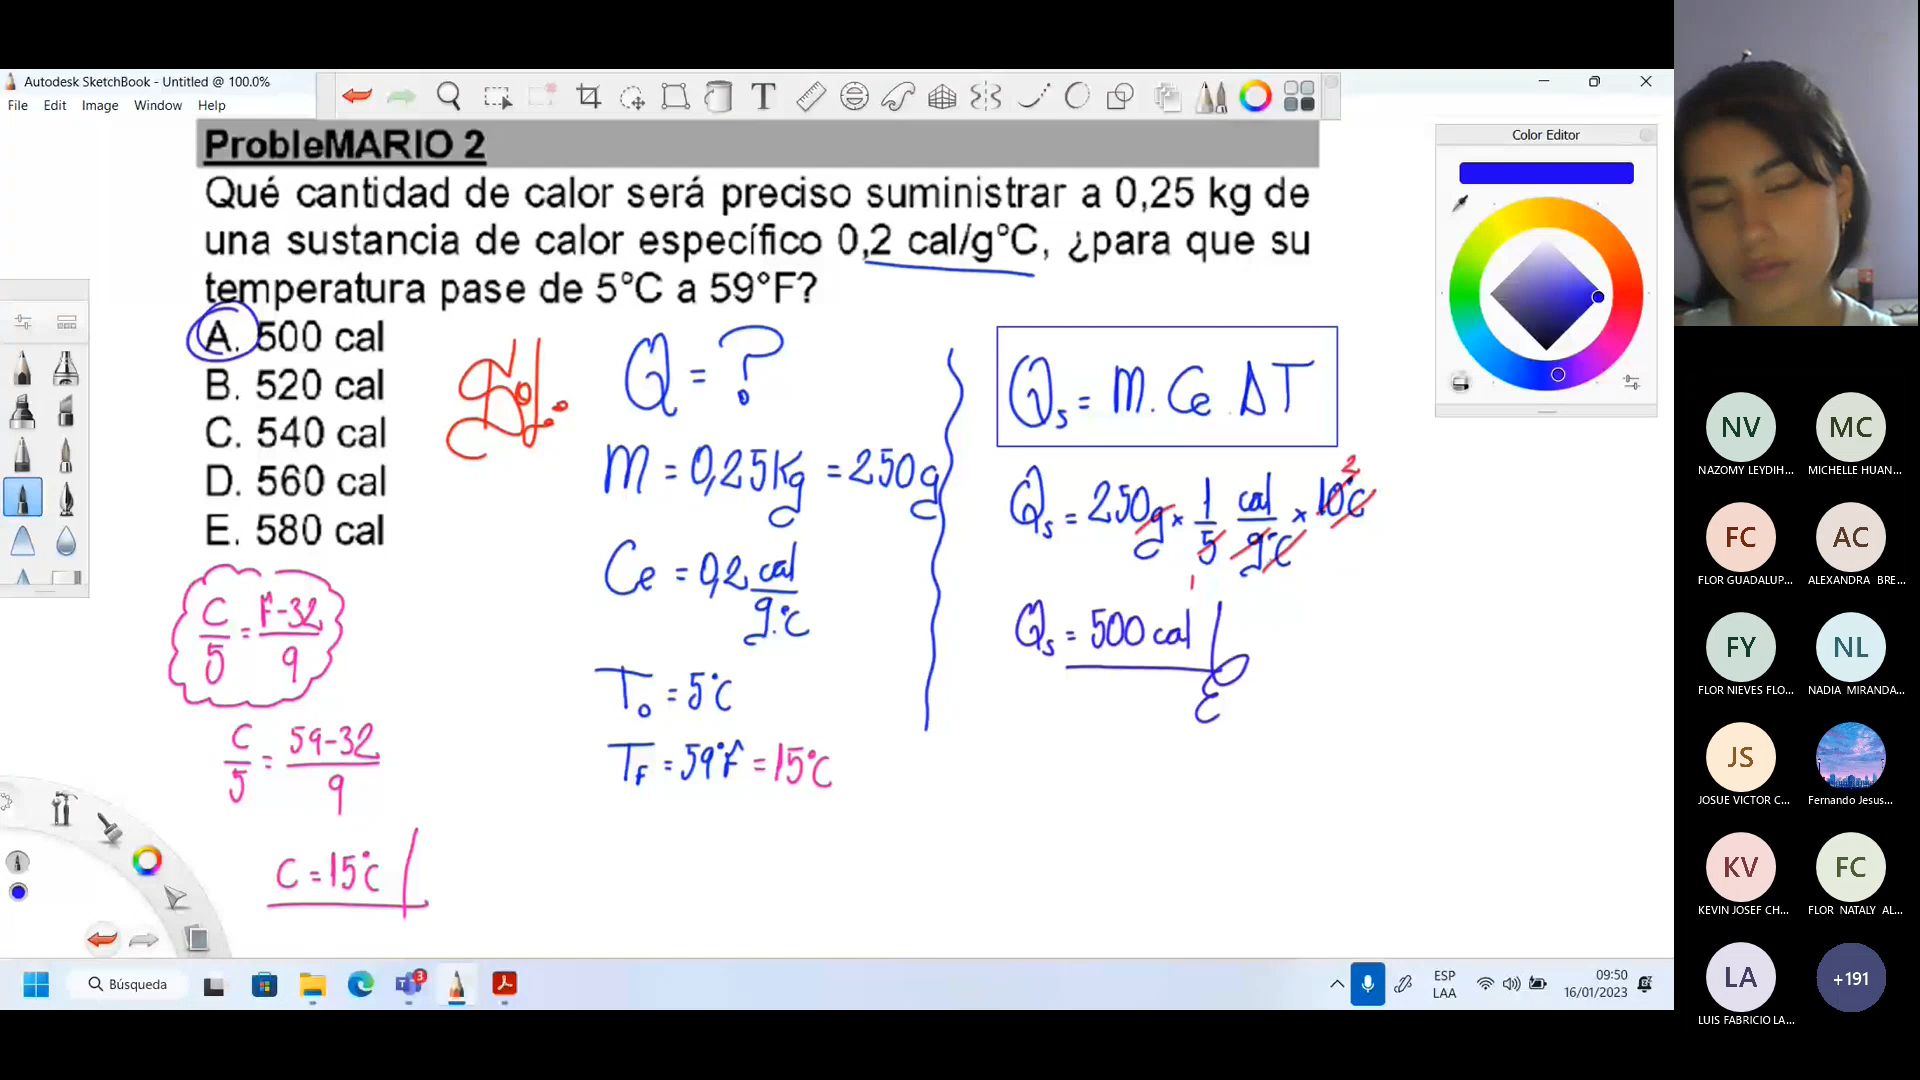 Autodesk SketchBook - Untitled @ 100.0%
File Edit Image Window Help
ProbleMARIO 2
Qué cantidad de calor será preciso suministrar a 0,25 kg de
una sustancia de calor específico 0,2 cal/g°C, ¿para que su
temperatura pase de 5°C a 59°F?
A. 500 cal
B. 520 cal
C. 540 cal
D. 560 cal
E. 580 cal
Sol.
Q = ?
M = 0,25Kg = 250g
Ce = 0,2 cal/g.°C
T₀ = 5°C
T_F = 59°F = 15°C
C/5 = F-32/9
C/5 = 59-32/9
C = 15°C
Qs = M. Ce. ΔT
Qs = 250g × 1/5 cal/g°C × 10°C
2
1
Qs = 500 cal
Color Editor
NV
NAZOMY LEYDIH...
MC
MICHELLE HUAN...
FC
FLOR GUADALUP...
AC
ALEXANDRA BRE...
FY
FLOR NIEVES FLO...
NL
NADIA MIRANDA...
JS
JOSUE VICTOR C...
Fernando Jesus...
KV
KEVIN JOSEF CH...
FC
FLOR NATALY AL...
LA
LUIS FABRICIO LA...
+191
Búsqueda
3
ESP
LAA
09:50
16/01/2023